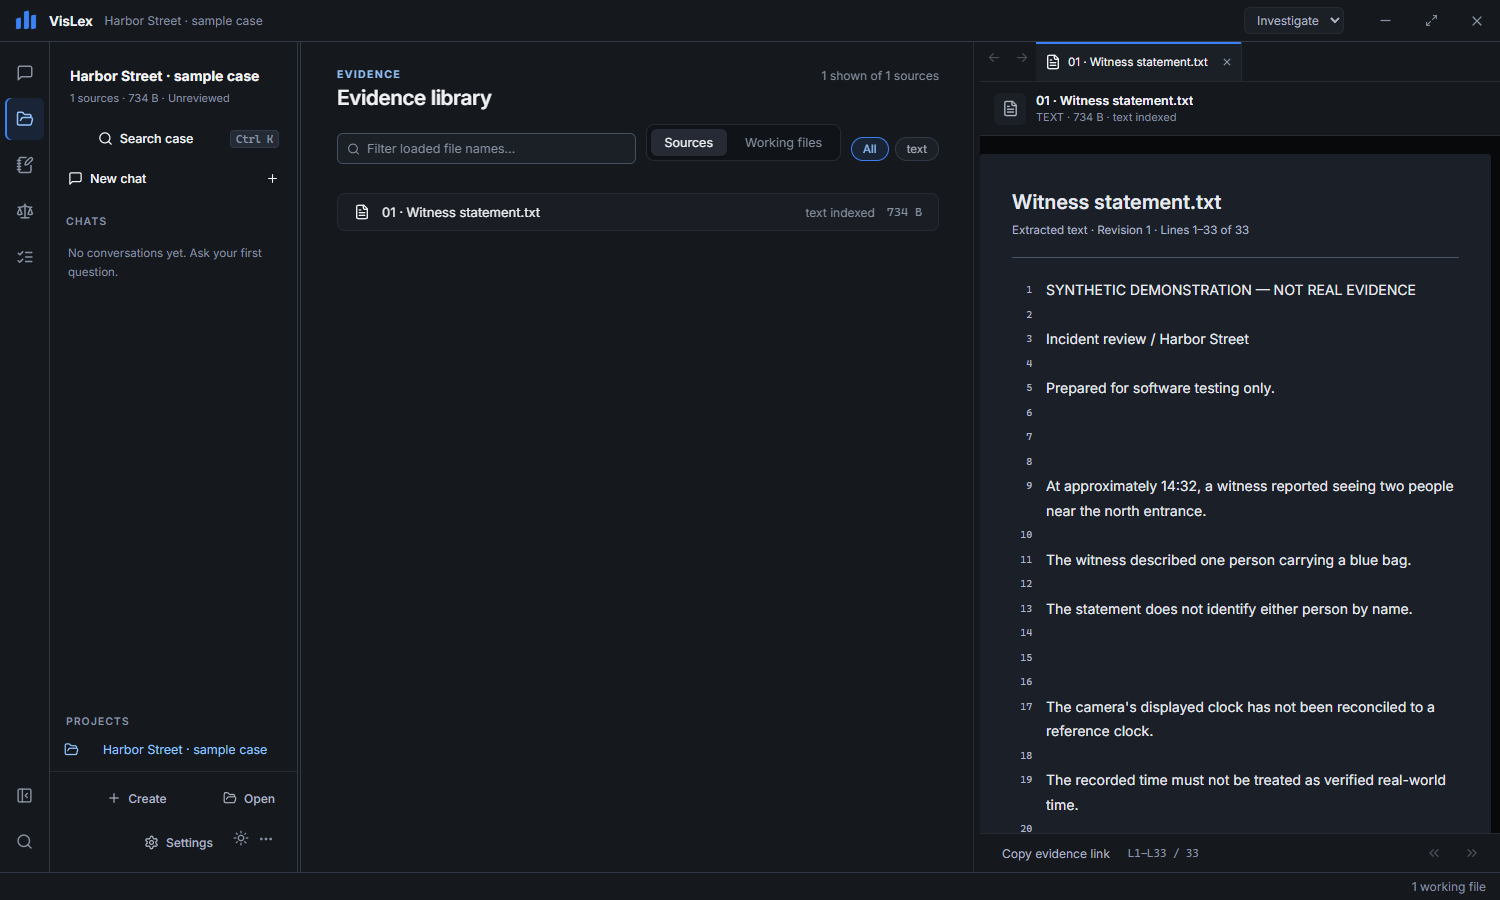 VisLex Harbor Street · sample case
Investigate
Harbor Street · sample case
1 sources · 734 B · Unreviewed
Search case Ctrl K
New chat
CHATS
No conversations yet. Ask your first
question.
PROJECTS
Harbor Street · sample case
Create Open
Settings
EVIDENCE
Evidence library
1 shown of 1 sources
Filter loaded file names...
Sources Working files
All text
01 · Witness statement.txt text indexed 734 B
01 · Witness statement.txt
01 · Witness statement.txt
TEXT · 734 B · text indexed
Witness statement.txt
Extracted text · Revision 1 · Lines 1–33 of 33
1 SYNTHETIC DEMONSTRATION — NOT REAL EVIDENCE
2
3 Incident review / Harbor Street
4
5 Prepared for software testing only.
6
7
8
9 At approximately 14:32, a witness reported seeing two people
near the north entrance.
10
11 The witness described one person carrying a blue bag.
12
13 The statement does not identify either person by name.
14
15
16
17 The camera's displayed clock has not been reconciled to a
reference clock.
18
19 The recorded time must not be treated as verified real-world
time.
20
Copy evidence link L1–L33 / 33
1 working file